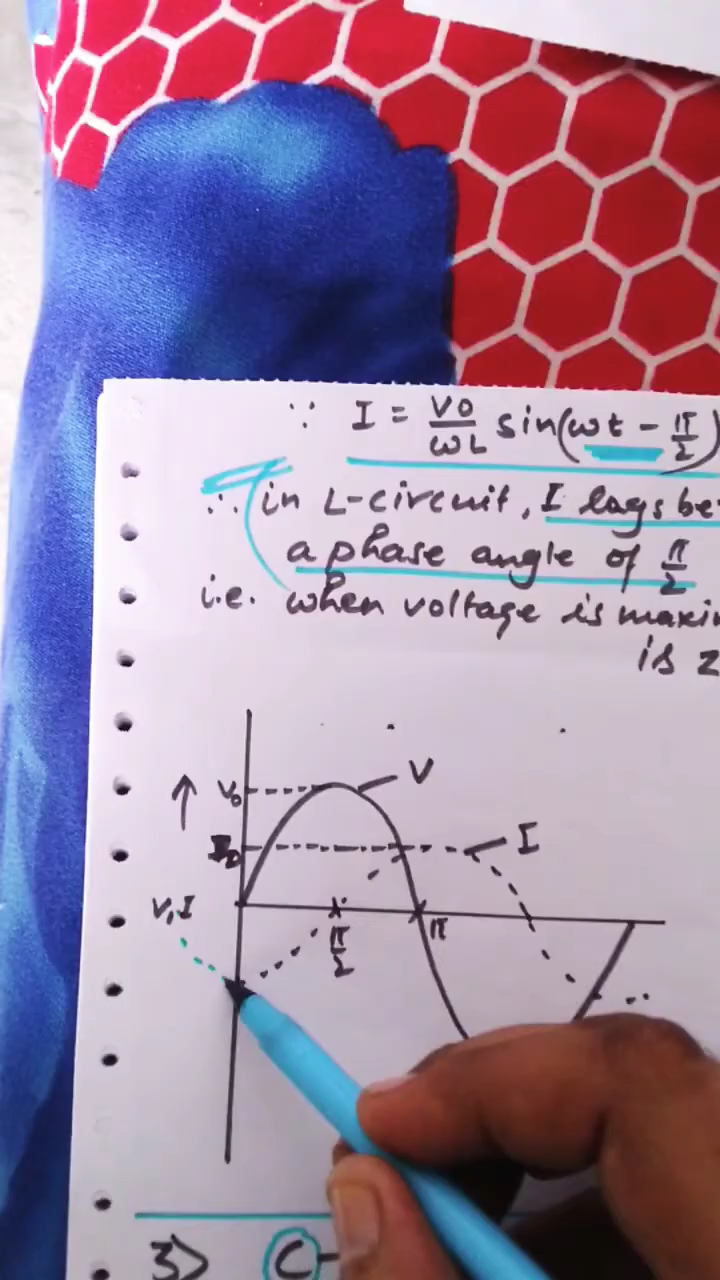 ∵ I = V0/ωL sin(ωt − π/2)
∴ in L-circuit, I lags be
a phase angle of π/2
i.e. when voltage is maxi
is z
V
V₀
I
I₀
V, I
π/2
π
3> C-